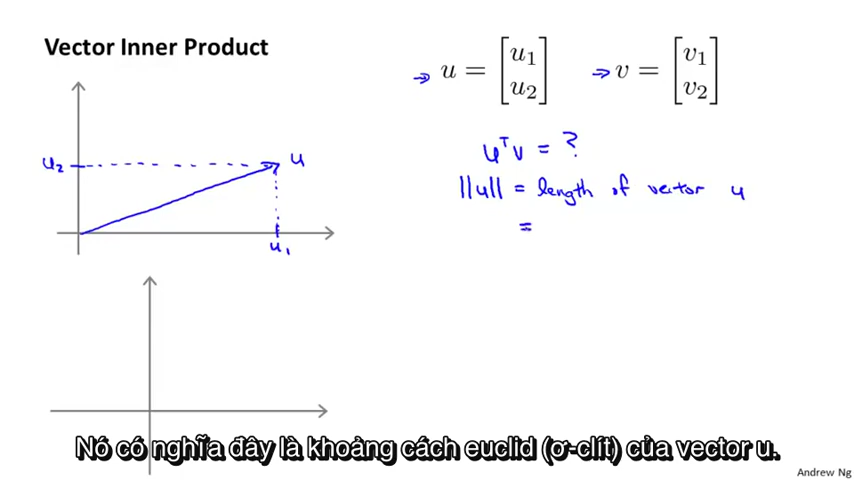 Vector Inner Product
u = [u1 u2] v = [v1 v2]
uᵀv = ?
||u|| = length of vector u
=
u2
u
u1
Nó có nghĩa đây là khoảng cách euclid (ơ-clít) của vector u.
Andrew Ng